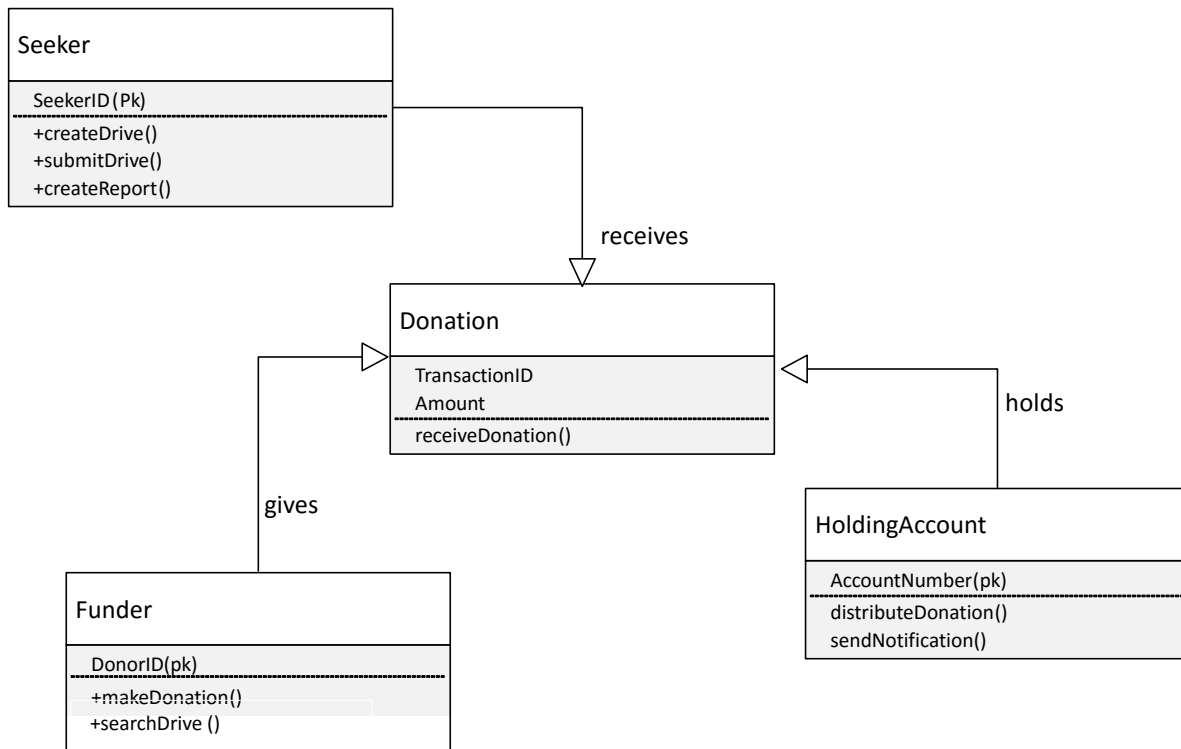 Seeker
SeekerID(Pk)
+createDrive()
+submitDrive()
+createReport()
receives
Donation
TransactionID
Amount
receiveDonation()
holds
gives
HoldingAccount
AccountNumber(pk)
distributeDonation()
sendNotification()
Funder
DonorID(pk)
+makeDonation()
+searchDrive ()